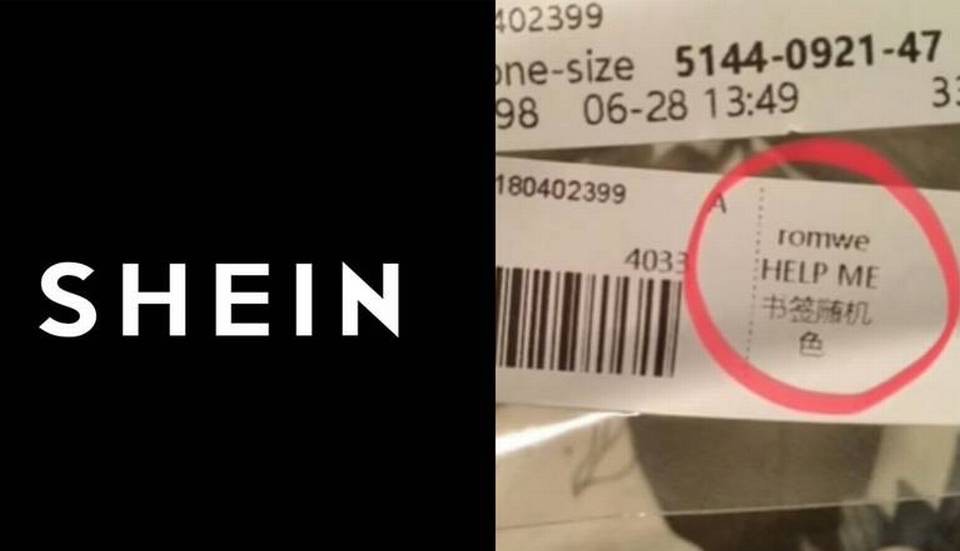 SHEIN
402399
one-size 5144-0921-47
98 06-28 13:49 33
180402399 A
4033
romwe
HELP ME
书签随机
色